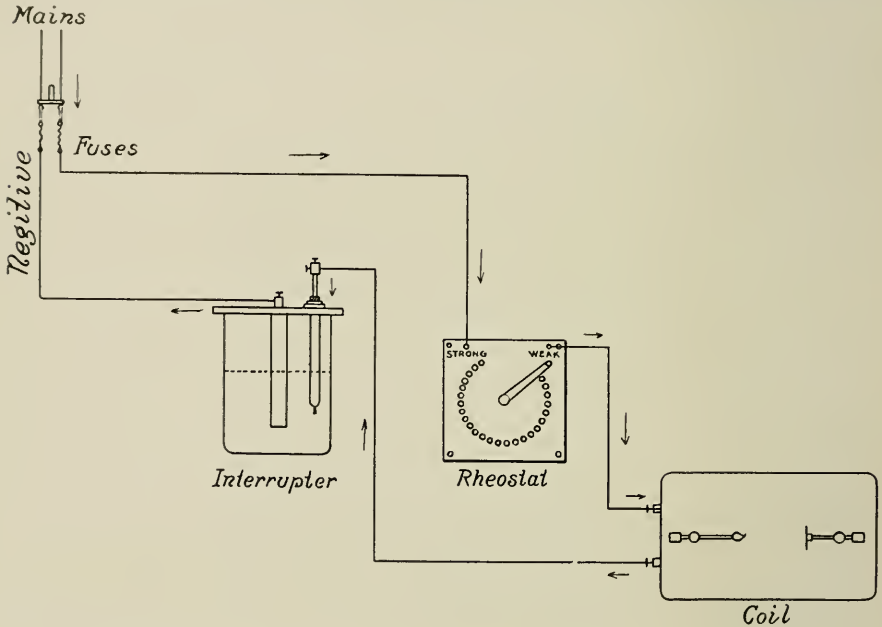 Mains
Fuses
Negitive
STRONG
WEAK
Interrupter
Rheostat
Coil